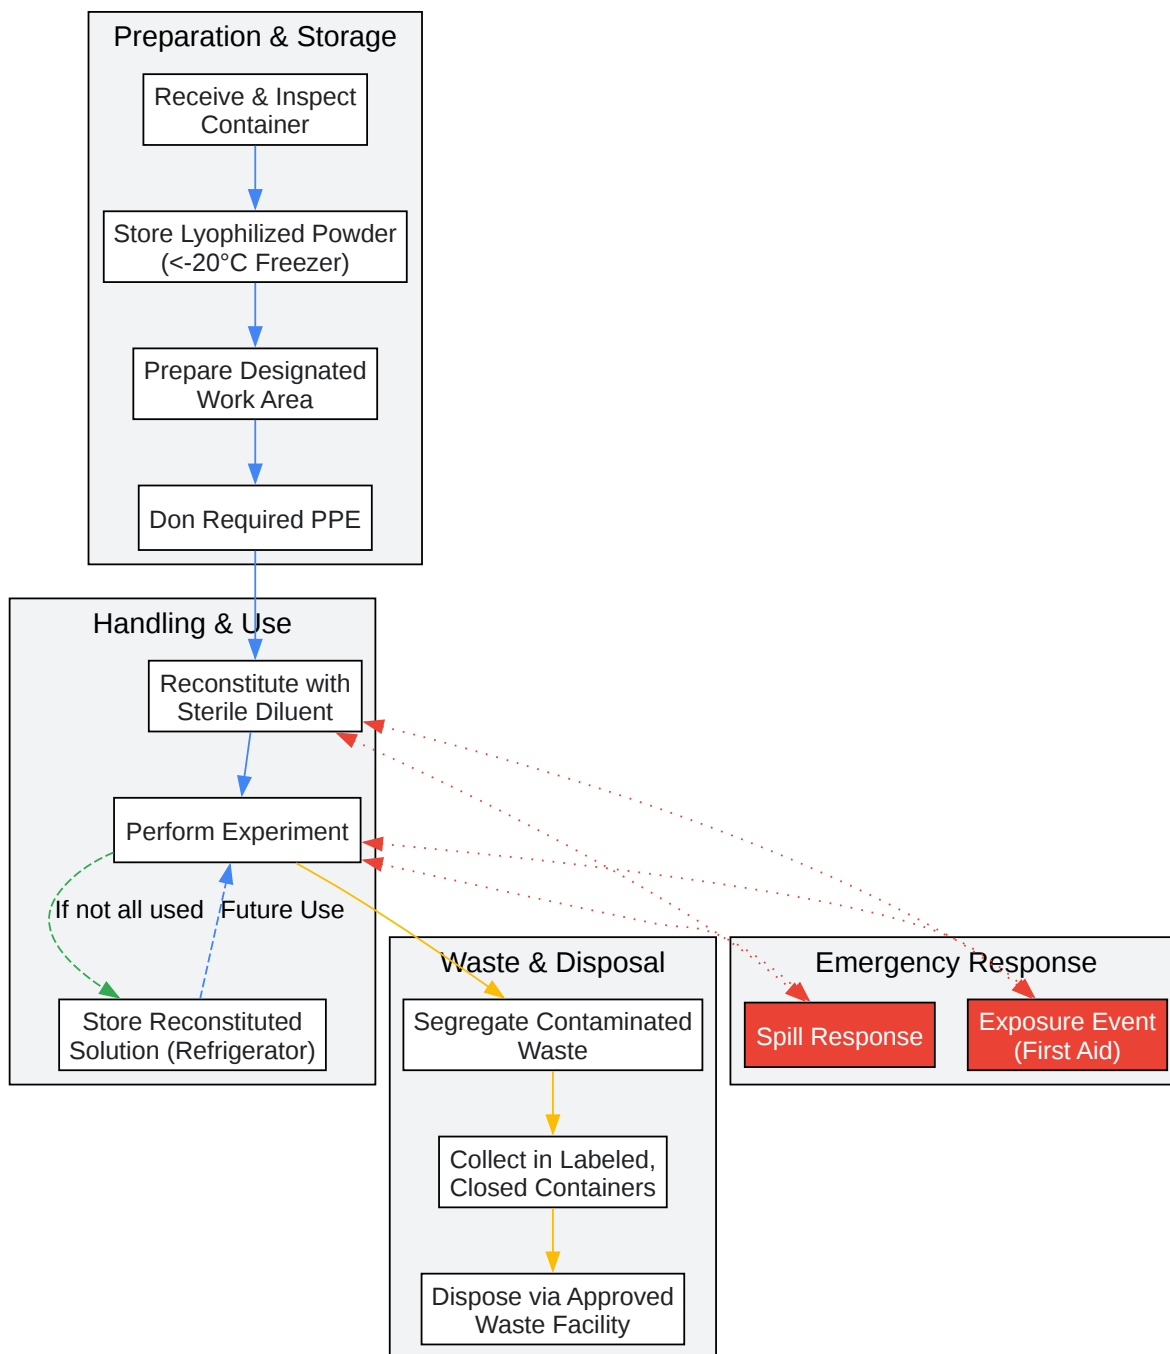 Preparation & Storage
Receive & Inspect
Container
Store Lyophilized Powder
(<-20°C Freezer)
Prepare Designated
Work Area
Don Required PPE
Handling & Use
Reconstitute with
Sterile Diluent
Perform Experiment
If not all used
Future Use
Store Reconstituted
Solution (Refrigerator)
Waste & Disposal
Segregate Contaminated
Waste
Collect in Labeled,
Closed Containers
Dispose via Approved
Waste Facility
Emergency Response
Spill Response
Exposure Event
(First Aid)